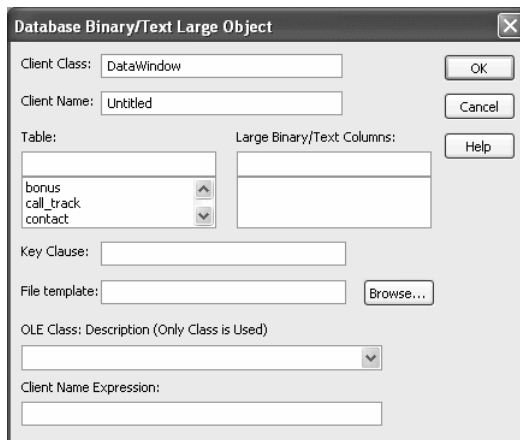 Database Binary/Text Large Object
Client Class: DataWindow
OK
Client Name: Untitled
Cancel
Table:
Large Binary/Text Columns:
Help
bonus
call_track
contact
Key Clause:
File template:
Browse...
OLE Class: Description (Only Class is Used)
Client Name Expression: